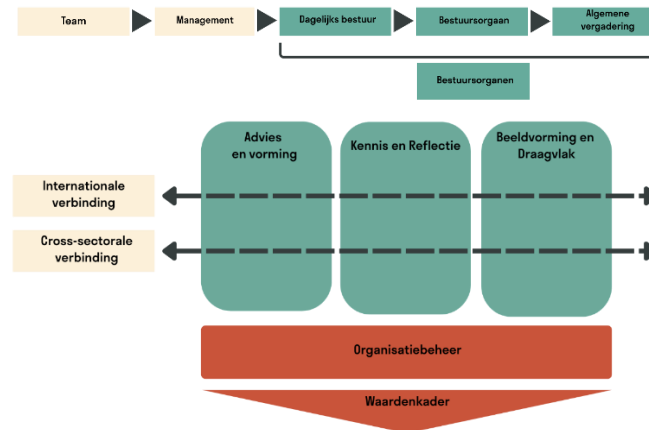 Team
Management
Dagelijks bestuur
Bestuursorgaan
Algemene
vergadering
Bestuursorganen
Advies
en vorming
Kennis en Reflectie
Beeldvorming en
Draagvlak
Internationale
verbinding
Cross-sectorale
verbinding
Organisatiebeheer
Waardenkader